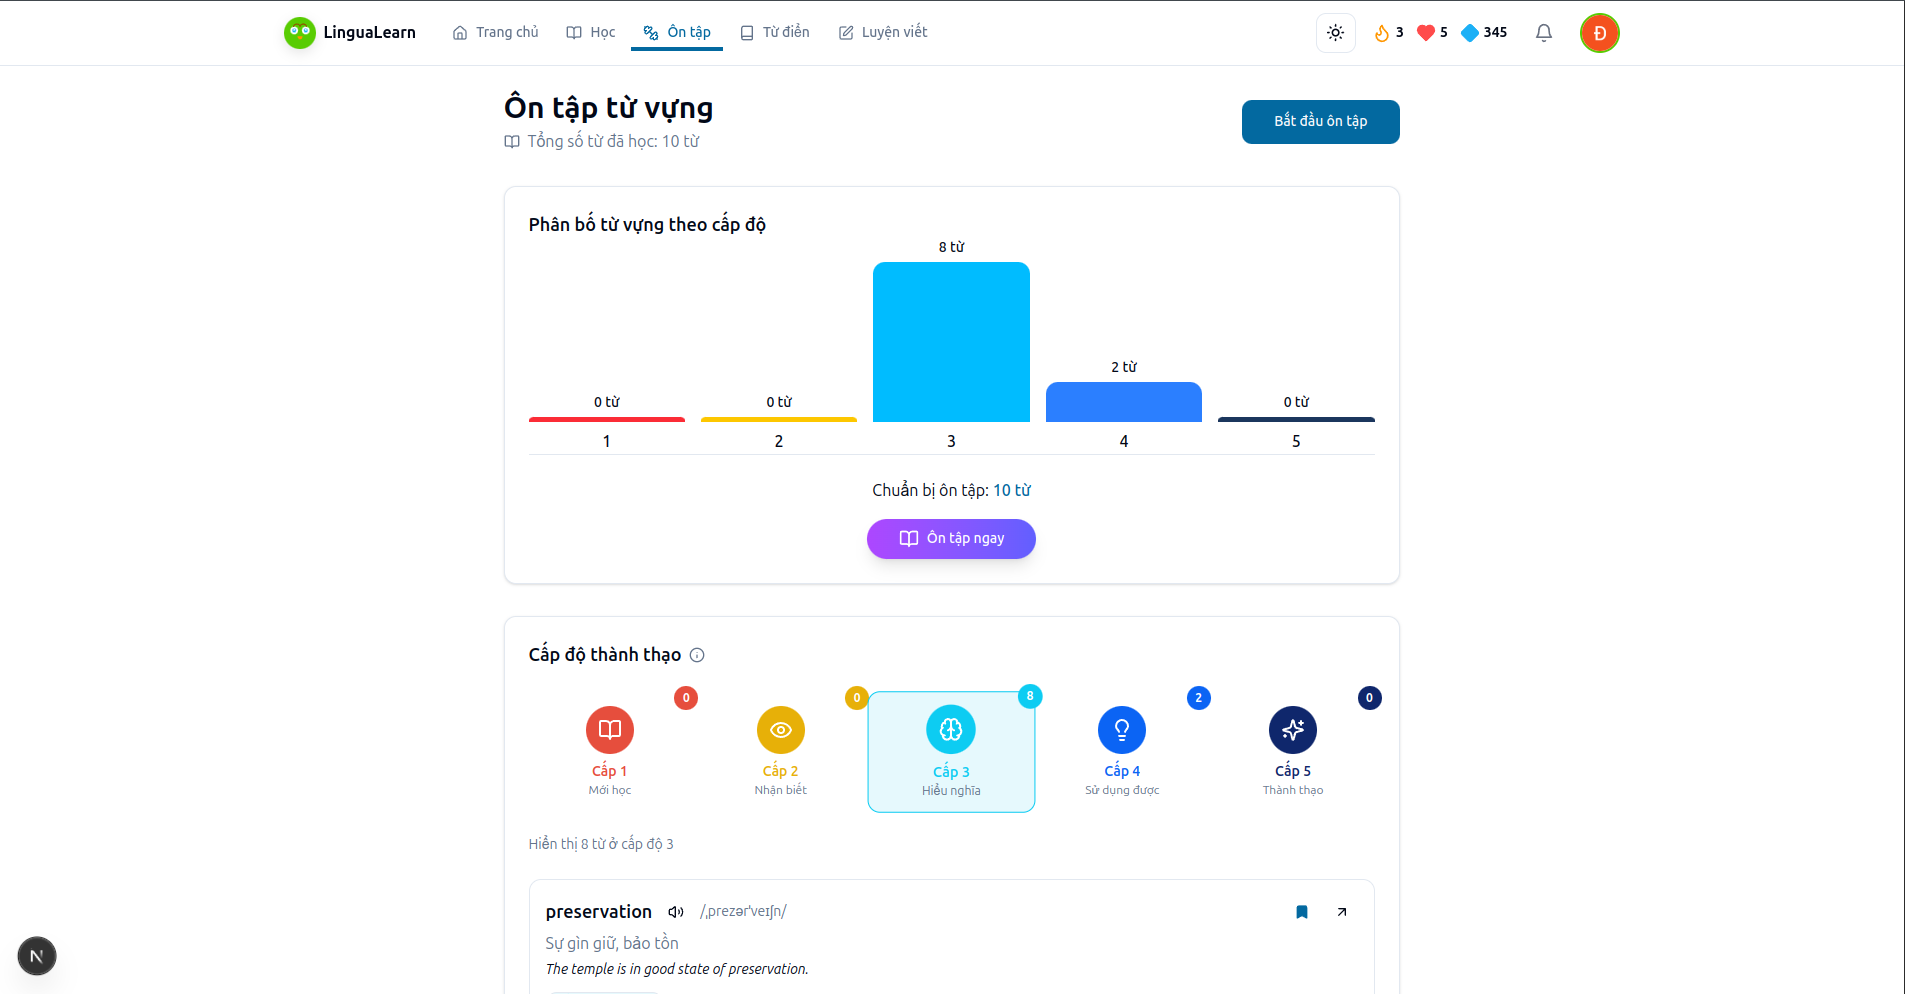 LinguaLearn
Trang chủ
Học
Ôn tập
Từ điển
Luyện viết
3
5
345
Đ
Ôn tập từ vựng
Tổng số từ đã học: 10 từ
Bắt đầu ôn tập
Phân bố từ vựng theo cấp độ
0 từ
0 từ
8 từ
2 từ
0 từ
1
2
3
4
5
Chuẩn bị ôn tập: 10 từ
Ôn tập ngay
Cấp độ thành thạo
0
Cấp 1
Mới học
0
Cấp 2
Nhận biết
8
Cấp 3
Hiểu nghĩa
2
Cấp 4
Sử dụng được
0
Cấp 5
Thành thạo
Hiển thị 8 từ ở cấp độ 3
preservation /ˌprezərˈveɪʃn/
Sự gìn giữ, bảo tồn
The temple is in good state of preservation.
N